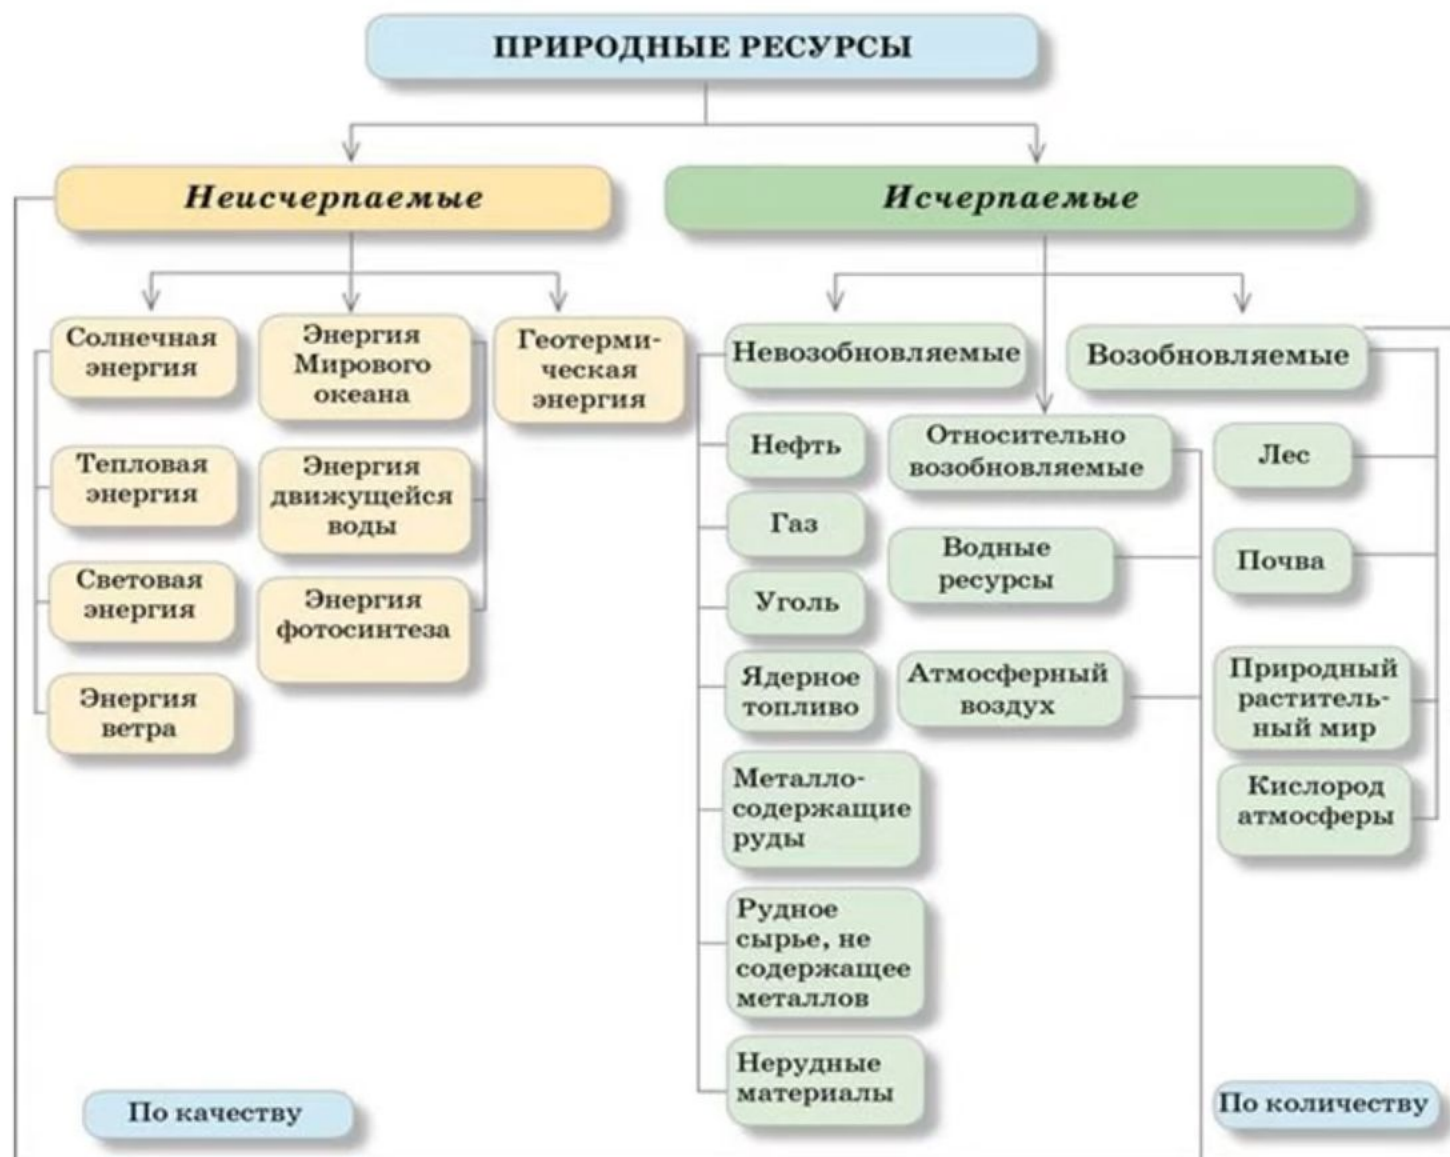 ПРИРОДНЫЕ РЕСУРСЫ
Неисчерпаемые
Исчерпаемые
Солнечная
энергия
Тепловая
энергия
Световая
энергия
Энергия
ветра
Энергия
Мирового
океана
Энергия
движущейся
воды
Энергия
фотосинтеза
Геотерми-
ческая
энергия
Невозобновляемые
Нефть
Газ
Уголь
Ядерное
топливо
Металло-
содержащие
руды
Рудное
сырье, не
содержащее
металлов
Нерудные
материалы
Относительно
возобновляемые
Водные
ресурсы
Атмосферный
воздух
Возобновляемые
Лес
Почва
Природный
раститель-
ный мир
Кислород
атмосферы
По качеству
По количеству